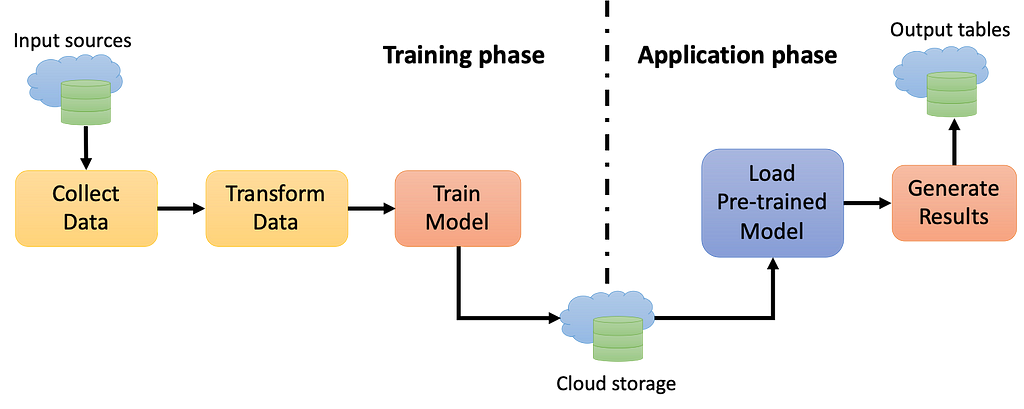 Input sources
Training phase
Application phase
Output tables
Collect
Data
Transform
Data
Train
Model
Load
Pre-trained
Model
Generate
Results
Cloud storage